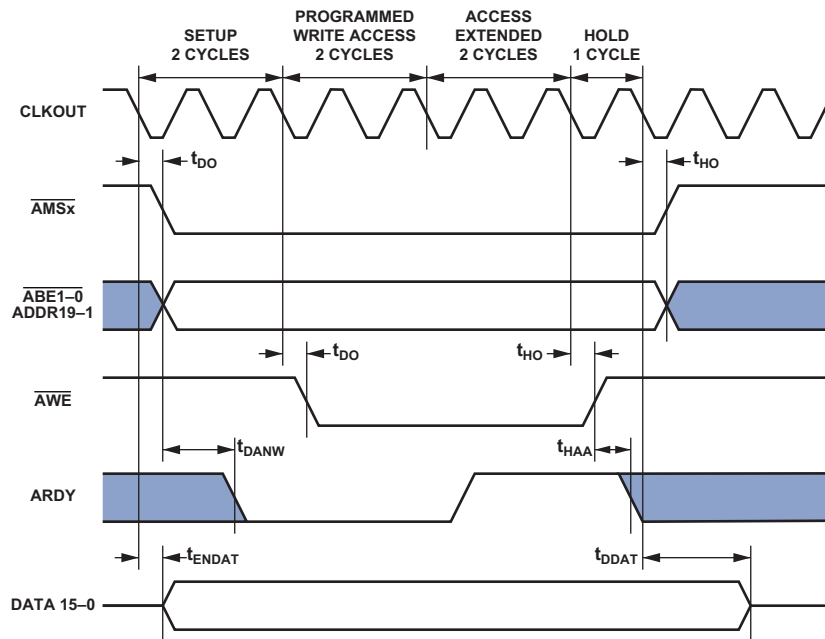 SETUP
2 CYCLES
PROGRAMMED
WRITE ACCESS
2 CYCLES
ACCESS
EXTENDED
2 CYCLES
HOLD
1 CYCLE
CLKOUT
tDO
tHO
AMSx
ABE1–0
ADDR19–1
tDO
tHO
AWE
tDANW
tHAA
ARDY
tENDAT
tDDAT
DATA 15–0